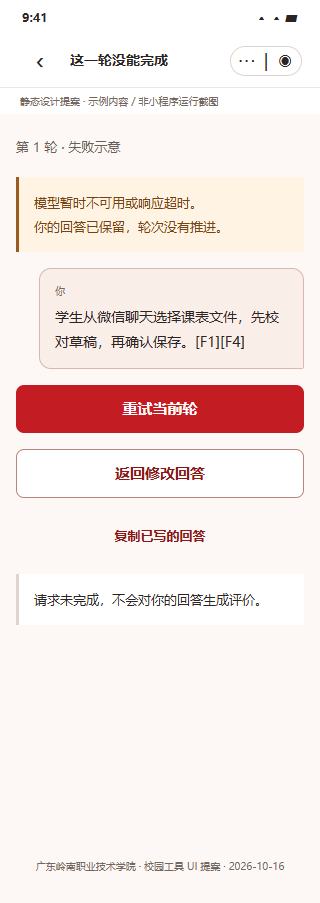 9:41
这一轮没能完成
静态设计提案 · 示例内容 / 非小程序运行截图
第 1 轮 · 失败示意
模型暂时不可用或响应超时。
你的回答已保留，轮次没有推进。
你
学生从微信聊天选择课表文件，先校
对草稿，再确认保存。[F1][F4]
重试当前轮
返回修改回答
复制已写的回答
请求未完成，不会对你的回答生成评价。
广东岭南职业技术学院 · 校园工具 UI 提案 · 2026-10-16